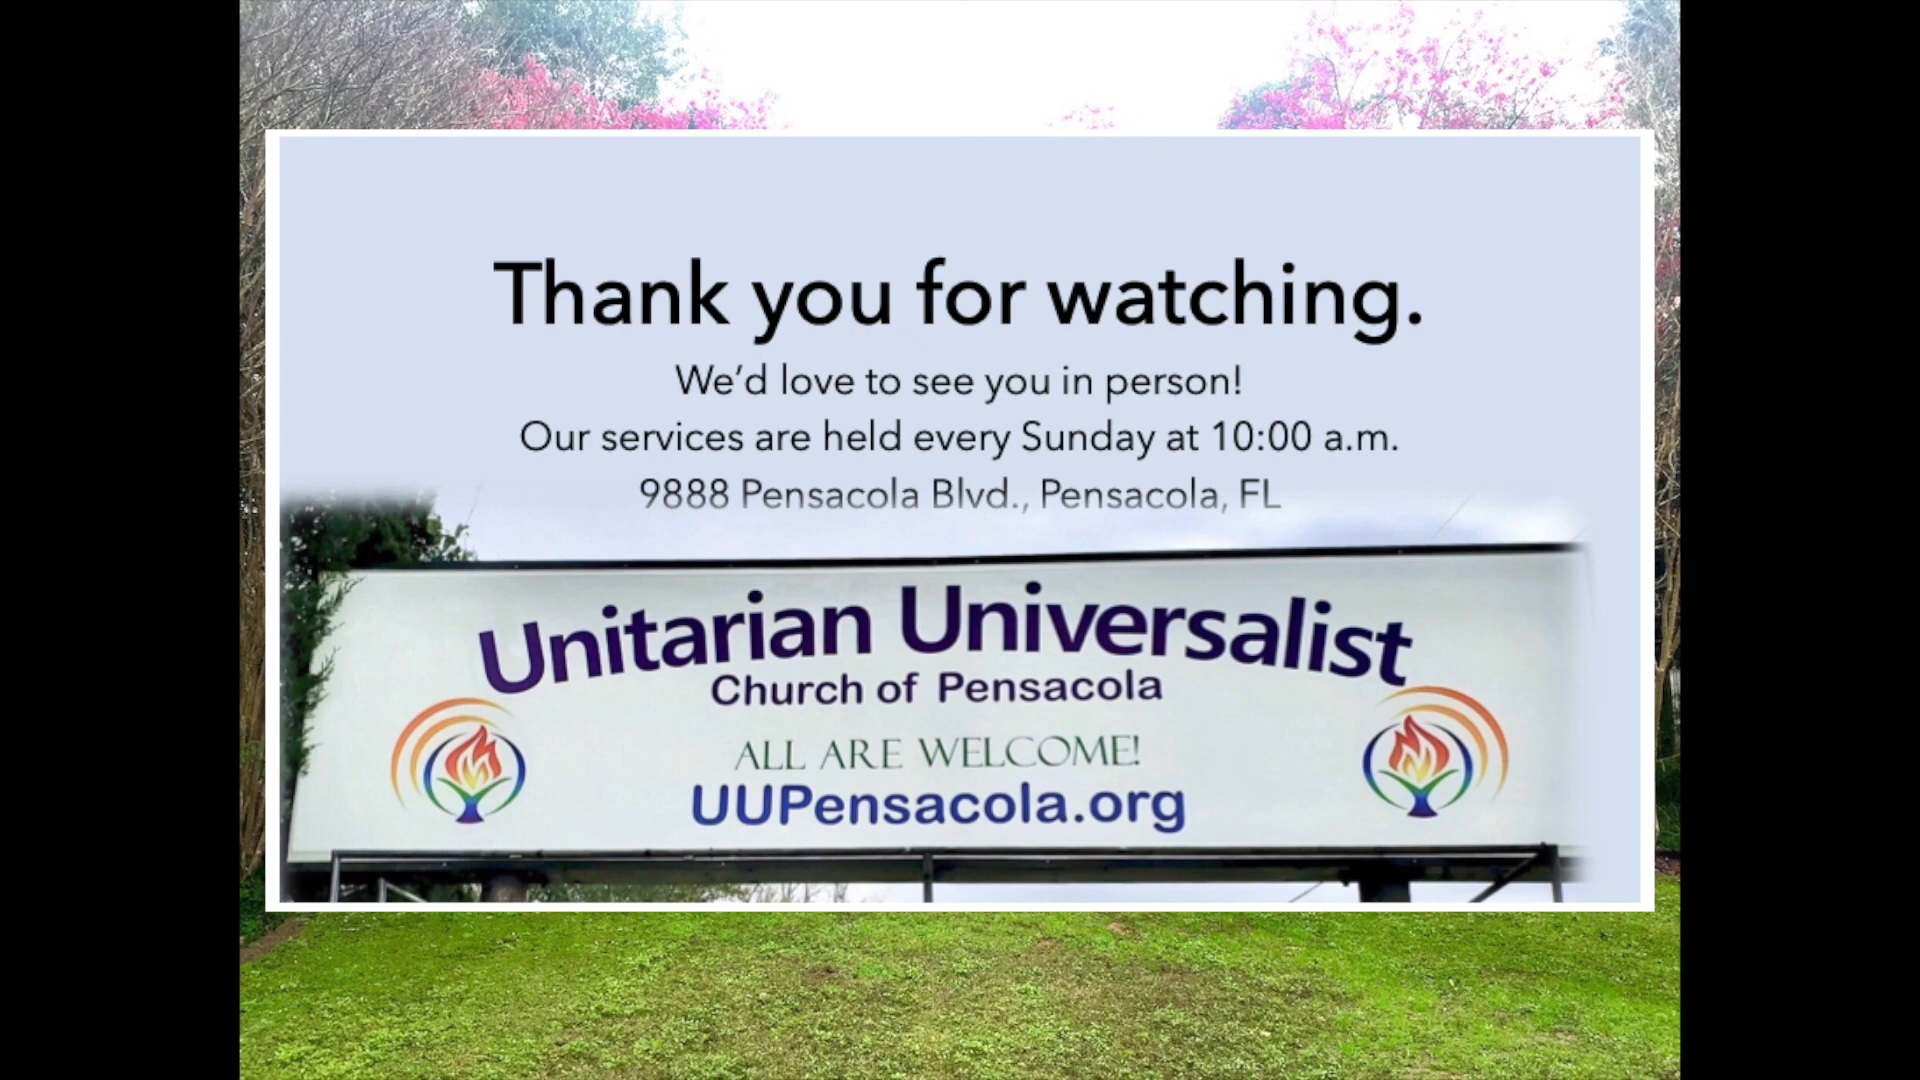 Thank you for watching.
We'd love to see you in person!
Our services are held every Sunday at 10:00 a.m.
9888 Pensacola Blvd., Pensacola, FL
Unitarian Universalist
Church of Pensacola
ALL ARE WELCOME!
UUPensacola.org